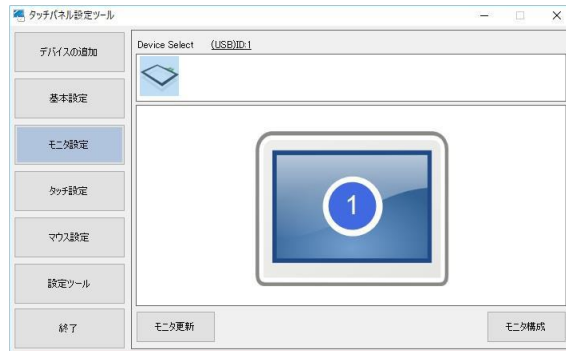 タッチパネル設定ツール
デバイスの追加
基本設定
モニタ設定
タッチ設定
マウス設定
設定ツール
終了
Device Select (USB)ID:1
1
モニタ更新
モニタ構成